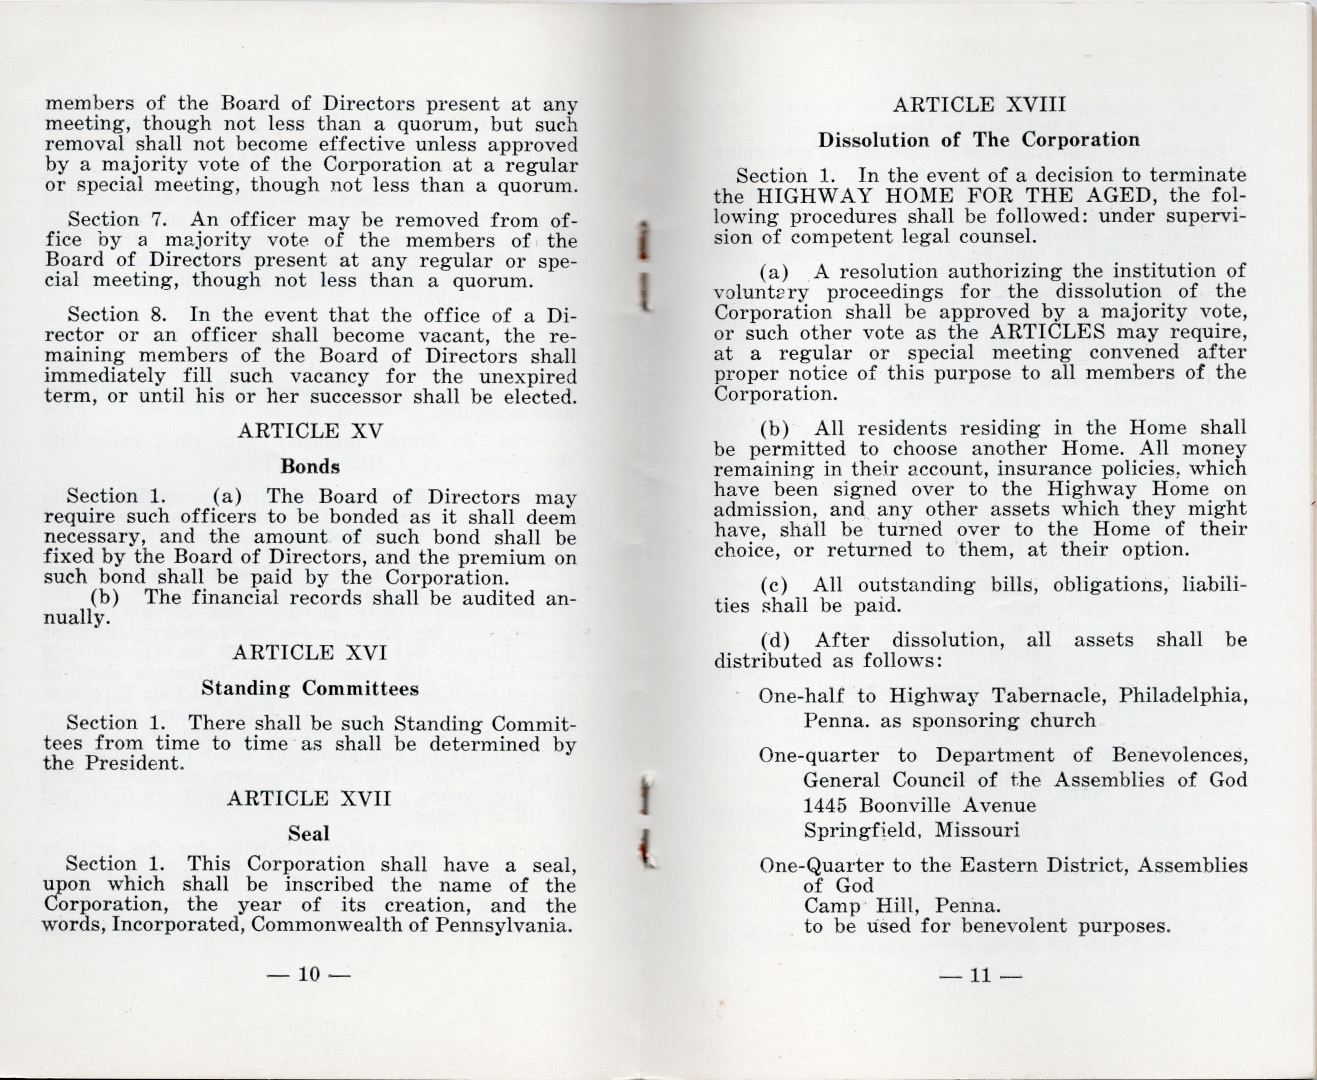 members of the Board of Directors present at any
meeting, though not less than a quorum, but such
removal shall not become effective unless approved
by a majority vote of the Corporation at a regular
or special meeting, though not less than a quorum.
Section 7. An officer may be removed from of-
fice by a majority vote of the members of the
Board of Directors present at any regular or spe-
cial meeting, though not less than a quorum.
Section 8. In the event that the office of a Di-
rector or an officer shall become vacant, the re-
maining members of the Board of Directors shall
immediately fill such vacancy for the unexpired
term, or until his or her successor shall be elected.
ARTICLE XV
Bonds
Section 1. (a) The Board of Directors may
require such officers to be bonded as it shall deem
necessary, and the amount of such bond shall be
fixed by the Board of Directors, and the premium on
such bond shall be paid by the Corporation.
(b) The financial records shall be audited an-
nually.
ARTICLE XVI
Standing Committees
Section 1. There shall be such Standing Commit-
tees from time to time as shall be determined by
the President.
ARTICLE XVII
Seal
Section 1. This Corporation shall have a seal,
upon which shall be inscribed the name of the
Corporation, the year of its creation, and the
words, Incorporated, Commonwealth of Pennsylvania.
— 10 —
ARTICLE XVIII
Dissolution of The Corporation
Section 1. In the event of a decision to terminate
the HIGHWAY HOME FOR THE AGED, the fol-
lowing procedures shall be followed: under supervi-
sion of competent legal counsel.
(a) A resolution authorizing the institution of
voluntary proceedings for the dissolution of the
Corporation shall be approved by a majority vote,
or such other vote as the ARTICLES may require,
at a regular or special meeting convened after
proper notice of this purpose to all members of the
Corporation.
(b) All residents residing in the Home shall
be permitted to choose another Home. All money
remaining in their account, insurance policies, which
have been signed over to the Highway Home on
admission, and any other assets which they might
have, shall be turned over to the Home of their
choice, or returned to them, at their option.
(c) All outstanding bills, obligations, liabili-
ties shall be paid.
(d) After dissolution, all assets shall be
distributed as follows:
One-half to Highway Tabernacle, Philadelphia,
Penna. as sponsoring church
One-quarter to Department of Benevolences,
General Council of the Assemblies of God
1445 Boonville Avenue
Springfield, Missouri
One-Quarter to the Eastern District, Assemblies
of God
Camp Hill, Penna.
to be used for benevolent purposes.
— 11 —